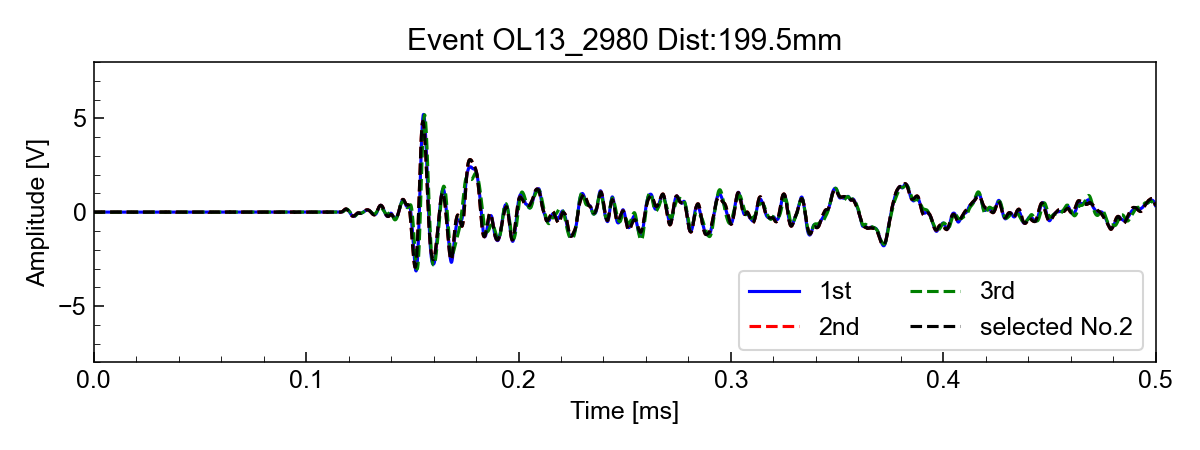 Event OL13_2980 Dist:199.5mm
Amplitude [V]
5
0
−5
1st
2nd
3rd
selected No.2
0.0 0.1 0.2 0.3 0.4 0.5
Time [ms]